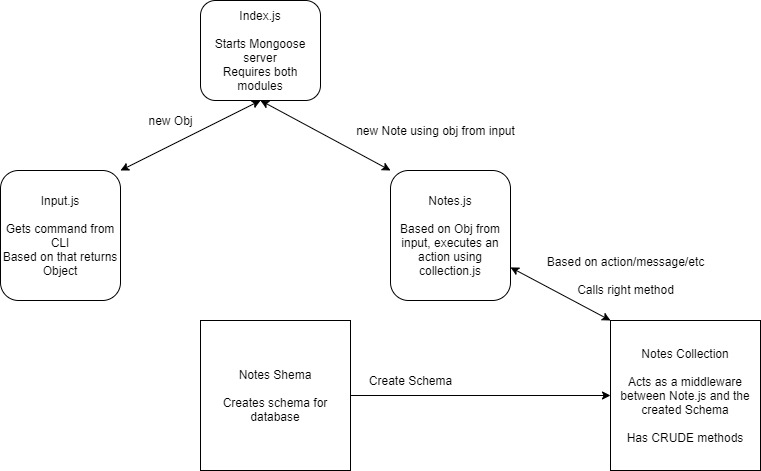 Index.js
Starts Mongoose
server
Requires both
modules
new Obj
new Note using obj from input
Input.js
Gets command from
CLI
Based on that returns
Object
Notes.js
Based on Obj from
input, executes an
action using
collection.js
Based on action/message/etc
Calls right method
Notes Shema
Creates schema for
database
Create Schema
Notes Collection
Acts as a middleware
between Note.js and the
created Schema
Has CRUDE methods